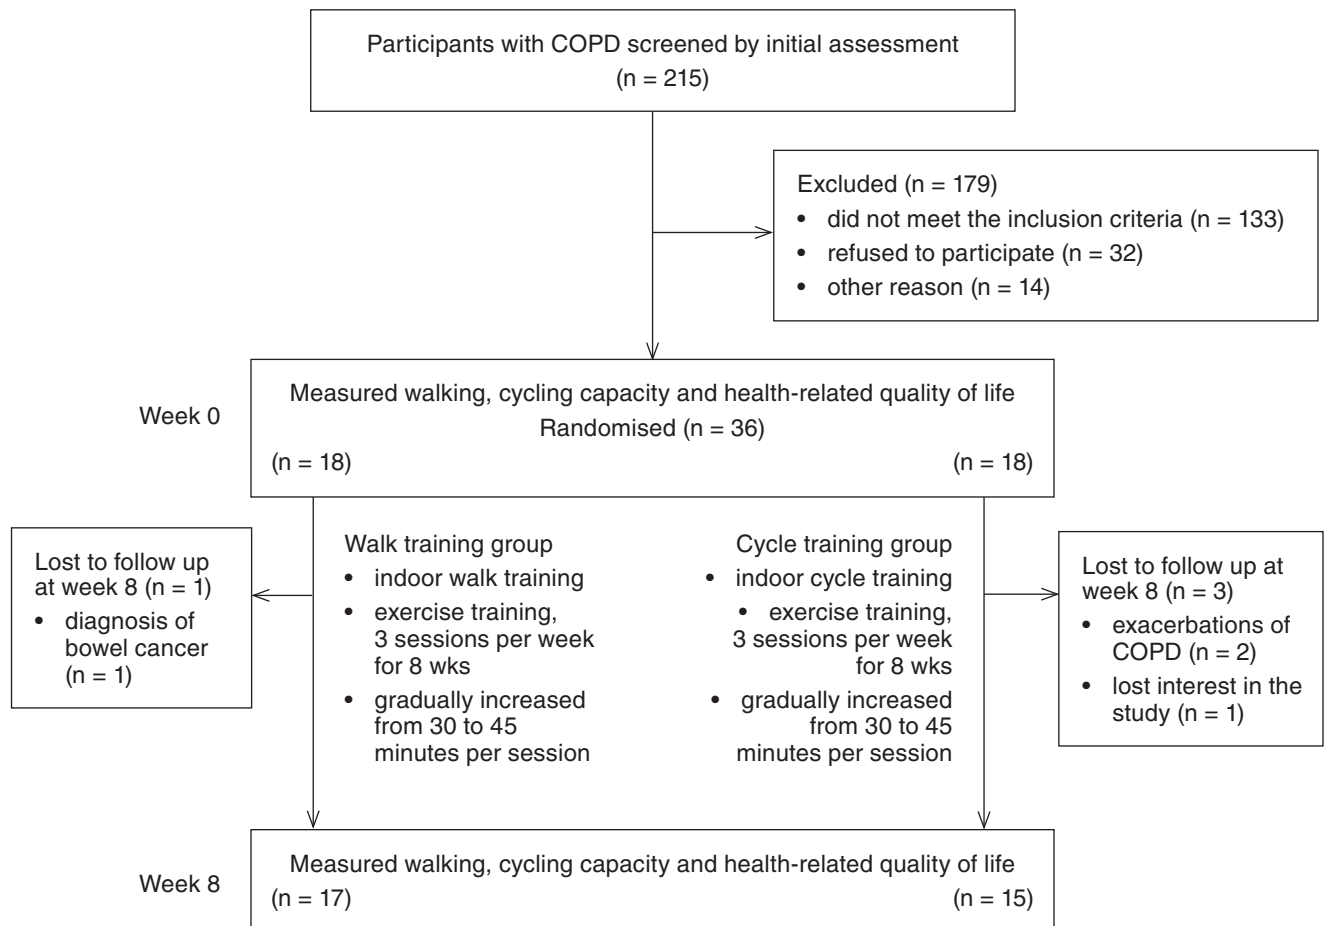 Participants with COPD screened by initial assessment
(n = 215)
Excluded (n = 179)
• did not meet the inclusion criteria (n = 133)
• refused to participate (n = 32)
• other reason (n = 14)
Week 0
Measured walking, cycling capacity and health-related quality of life
Randomised (n = 36)
(n = 18)
(n = 18)
Lost to follow up
at week 8 (n = 1)
• diagnosis of
bowel cancer
(n = 1)
Walk training group
• indoor walk training
• exercise training,
3 sessions per week
for 8 wks
• gradually increased
from 30 to 45
minutes per session
Cycle training group
• indoor cycle training
• exercise training,
3 sessions per week
for 8 wks
• gradually increased
from 30 to 45
minutes per session
Lost to follow up at
week 8 (n = 3)
• exacerbations of
COPD (n = 2)
• lost interest in the
study (n = 1)
Week 8
Measured walking, cycling capacity and health-related quality of life
(n = 17)
(n = 15)